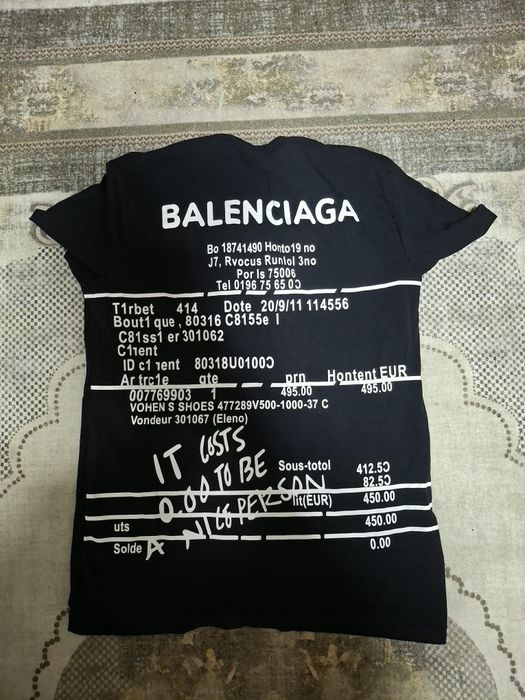 BALENCIAGA
Bo 18741490 Honto19 no
J7, Rvocus Runlol 3no
Por ls 75006
Tel 0196 75 65 03
T1rbet 414 Dote 20/9/11 114556
Bout1 que , 80316 C8155e l
C81ss1 er 301062
C1ient
ID c1 1ent 80318U01003
Ar trc1e qte prn Hontent EUR
007769903 1 495.00 495.00
VOHEN S SHOES 477289V500-1000-37 C
Vondeur 301067 (Eleno)
IT COSTS
0.00 TO BE
A NICE PERSON
Sous-totol 412.50
82.50
lit(EUR) 450.00
uts 450.00
Solde 0.00